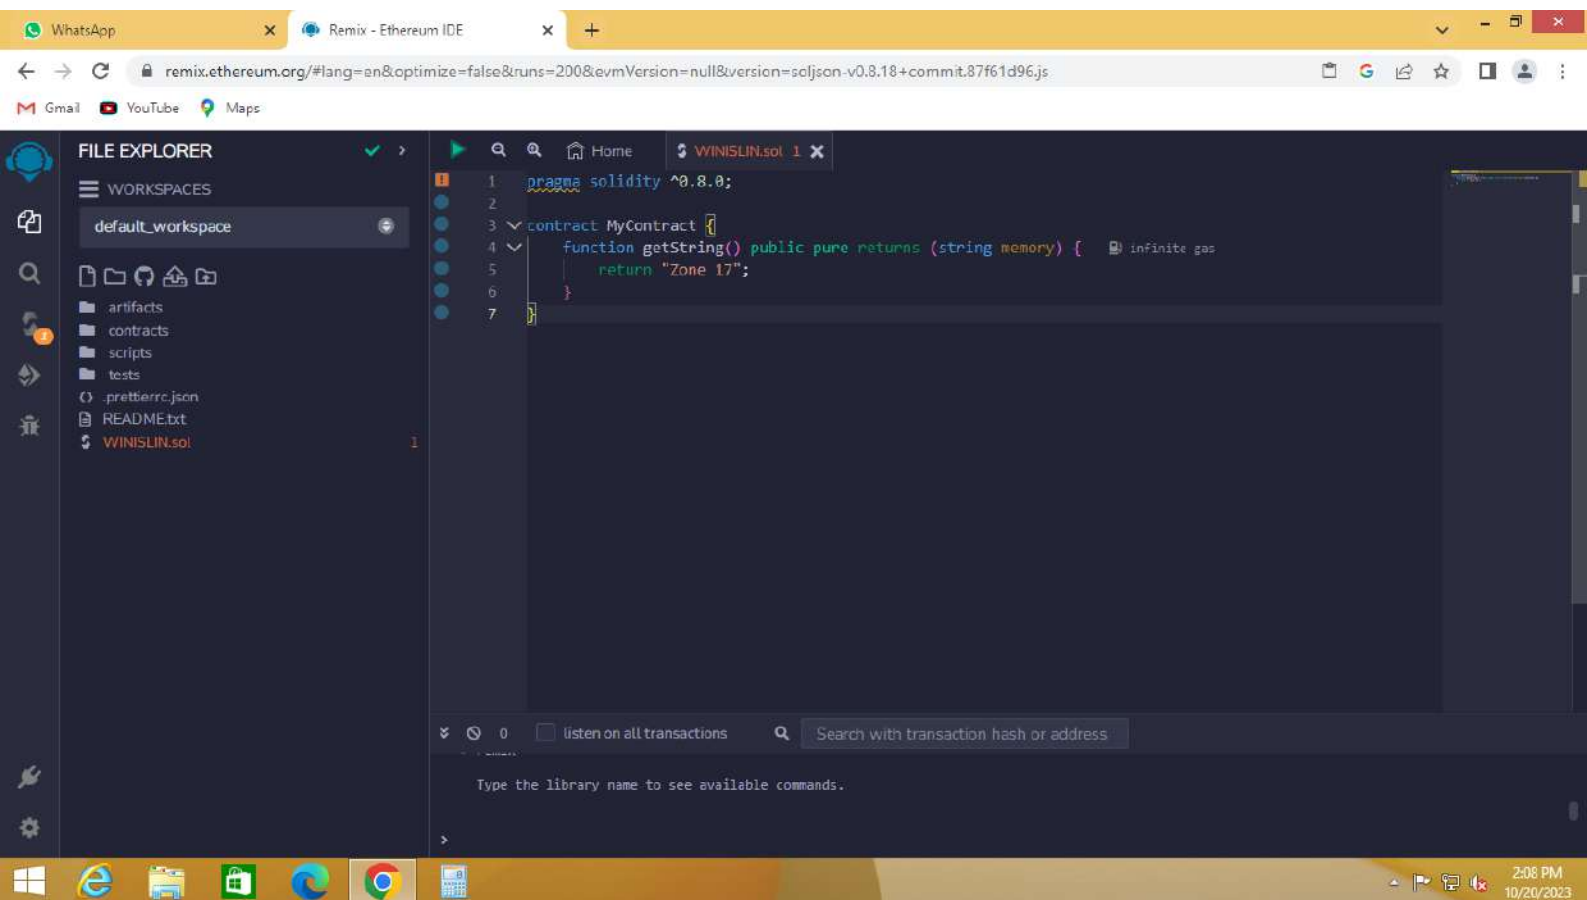 WhatsApp
Remix - Ethereum IDE
remix.ethereum.org/#lang=en&optimize=false&runs=200&evmVersion=null&version=soljson-v0.8.18+commit.87f61d96.js
Gmail YouTube Maps
FILE EXPLORER
Home
WINISLIN.sol 1
WORKSPACES
default_workspace
artifacts
contracts
scripts
tests
.prettierrc.json
README.txt
WINISLIN.sol 1
1
1 pragma solidity ^0.8.0;
2
3 contract MyContract {
4 function getString() public pure returns (string memory) { infinite gas
5 return "Zone 17";
6 }
7 }
0 listen on all transactions Search with transaction hash or address
Type the library name to see available commands.
>
2:08 PM
10/20/2023